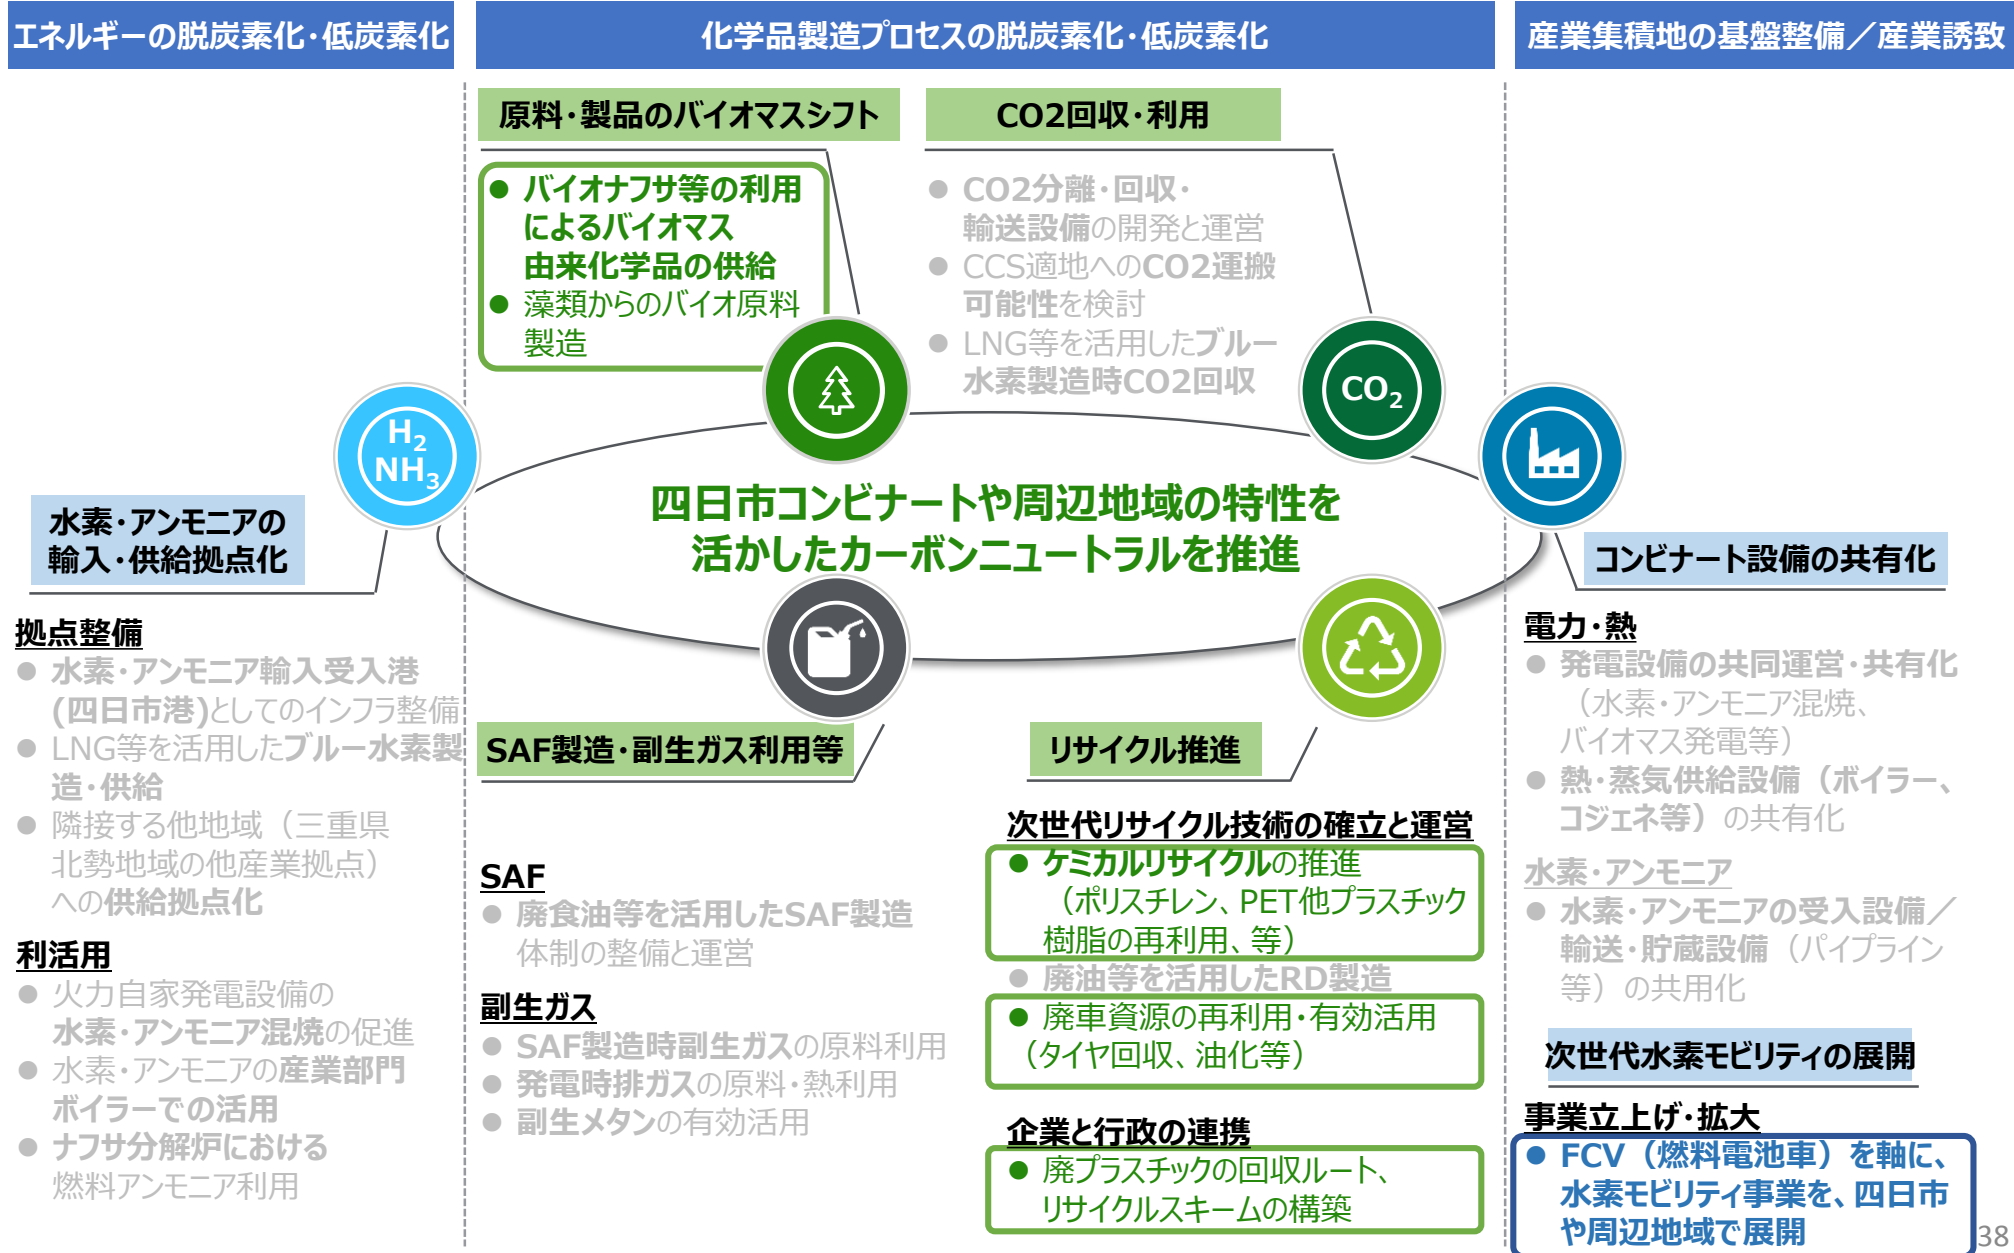 エネルギーの脱炭素化・低炭素化
化学品製造プロセスの脱炭素化・低炭素化
産業集積地の基盤整備／産業誘致
原料・製品のバイオマスシフト
● バイオナフサ等の利用
によるバイオマス
由来化学品の供給
● 藻類からのバイオ原料
製造
CO2回収・利用
● CO2分離・回収・
輸送設備の開発と運営
● CCS適地へのCO2運搬
可能性を検討
● LNG等を活用したブルー
水素製造時CO2回収
H2
NH3
CO2
四日市コンビナートや周辺地域の特性を
活かしたカーボンニュートラルを推進
水素・アンモニアの
輸入・供給拠点化
拠点整備
● 水素・アンモニア輸入受入港
(四日市港)としてのインフラ整備
● LNG等を活用したブルー水素製
造・供給
● 隣接する他地域（三重県
北勢地域の他産業拠点）
への供給拠点化
利活用
● 火力自家発電設備の
水素・アンモニア混焼の促進
● 水素・アンモニアの産業部門
ボイラーでの活用
● ナフサ分解炉における
燃料アンモニア利用
SAF製造・副生ガス利用等
SAF
● 廃食油等を活用したSAF製造
体制の整備と運営
副生ガス
● SAF製造時副生ガスの原料利用
● 発電時排ガスの原料・熱利用
● 副生メタンの有効活用
リサイクル推進
次世代リサイクル技術の確立と運営
● ケミカルリサイクルの推進
（ポリスチレン、PET他プラスチック
樹脂の再利用、等）
● 廃油等を活用したRD製造
● 廃車資源の再利用・有効活用
（タイヤ回収、油化等）
企業と行政の連携
● 廃プラスチックの回収ルート、
リサイクルスキームの構築
コンビナート設備の共有化
電力・熱
● 発電設備の共同運営・共有化
（水素・アンモニア混焼、
バイオマス発電等）
● 熱・蒸気供給設備（ボイラー、
コジェネ等）の共有化
水素・アンモニア
● 水素・アンモニアの受入設備／
輸送・貯蔵設備（パイプライン
等）の共用化
次世代水素モビリティの展開
事業立上げ・拡大
● FCV（燃料電池車）を軸に、
水素モビリティ事業を、四日市
や周辺地域で展開
38